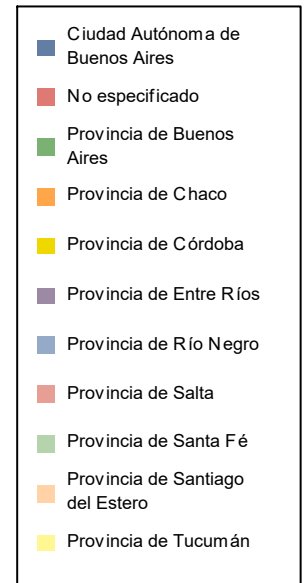 Ciudad Autónoma de
Buenos Aires
No especificado
Provincia de Buenos
Aires
Provincia de Chaco
Provincia de Córdoba
Provincia de Entre Ríos
Provincia de Río Negro
Provincia de Salta
Provincia de Santa Fé
Provincia de Santiago
del Estero
Provincia de Tucumán